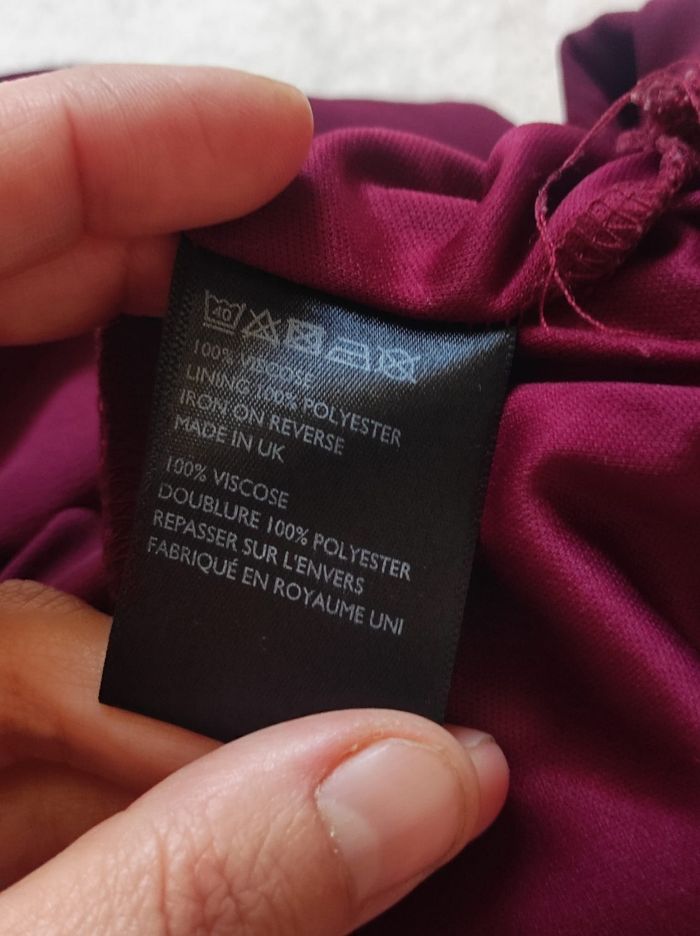 40
100% VISCOSE
LINING 100% POLYESTER
IRON ON REVERSE
MADE IN UK
100% VISCOSE
DOUBLURE 100% POLYESTER
REPASSER SUR L'ENVERS
FABRIQUÉ EN ROYAUME UNI